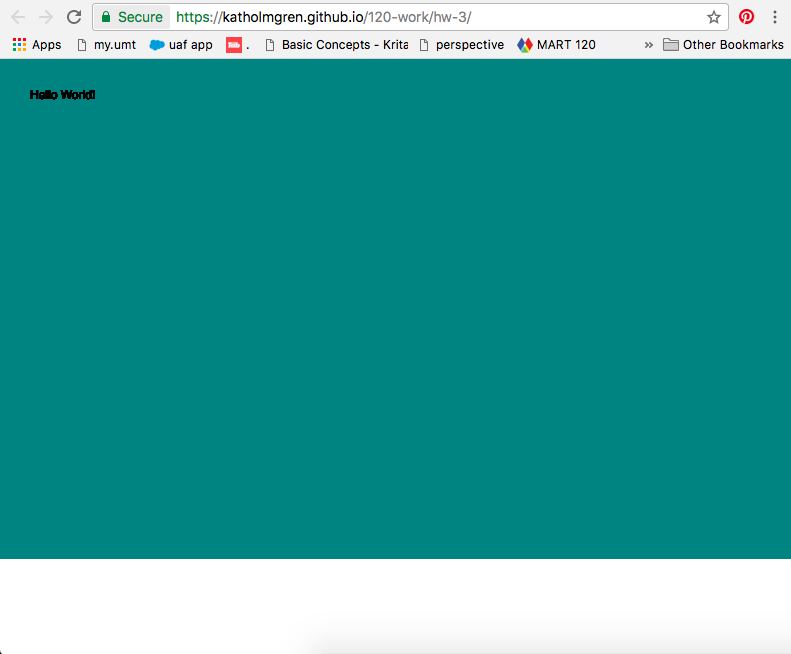 Secure https://katholmgren.github.io/120-work/hw-3/
Apps my.umt uaf app . Basic Concepts - Krita perspective MART 120 » Other Bookmarks
Hello World!